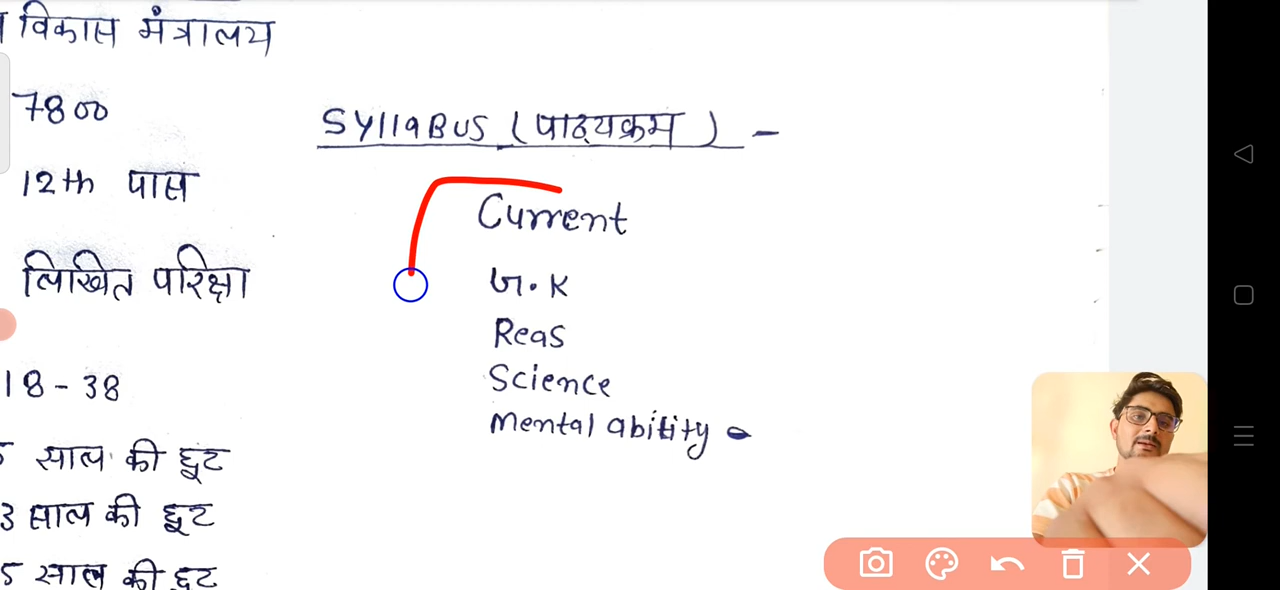 विकास मंत्रालय
7800
12th पास
लिखित परिक्षा
18 - 38
साल की छूट
3 साल की छूट
5 साल की छूट
SYllaBUS (पाठ्यक्रम) -
Current
G.K
Reas
Science
Mental ability -